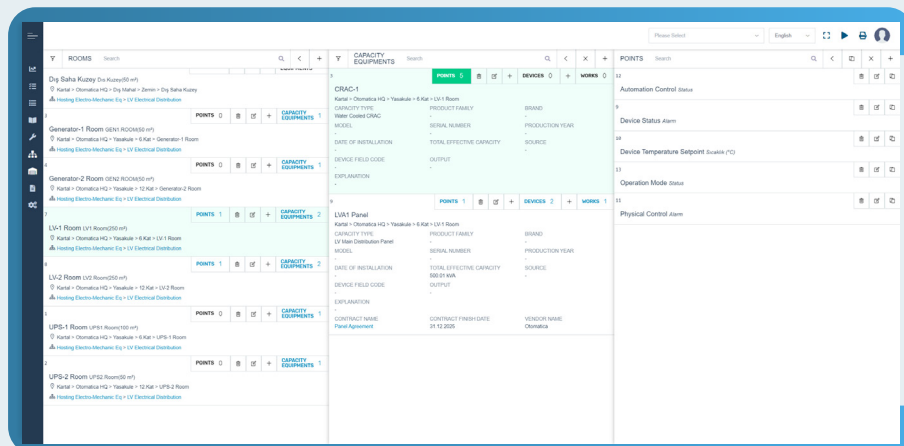 Please Select
English
ROOMS
Search
Dış Saha Kuzey Dıs Kuzey(50 m²)
Kartal > Otomatica HQ > Dış Mahal > Zemin > Dış Saha Kuzey
Hosting Electro-Mechanic Eq > LV Electrical Distribution
POINTS 0
CAPACITY EQUIPMENTS 1
Generator-1 Room GEN1 ROOM(50 m²)
Kartal > Otomatica HQ > Yasakule > 6.Kat > Generator-1 Room
Hosting Electro-Mechanic Eq > LV Electrical Distribution
POINTS 0
CAPACITY EQUIPMENTS 1
Generator-2 Room GEN2 ROOM(50 m²)
Kartal > Otomatica HQ > Yasakule > 12.Kat > Generator-2 Room
Hosting Electro-Mechanic Eq > LV Electrical Distribution
7
POINTS 1
CAPACITY EQUIPMENTS 2
LV-1 Room LV1 Room(250 m²)
Kartal > Otomatica HQ > Yasakule > 6.Kat > LV-1 Room
Hosting Electro-Mechanic Eq > LV Electrical Distribution
POINTS 1
CAPACITY EQUIPMENTS 2
LV-2 Room LV2 Room(250 m²)
Kartal > Otomatica HQ > Yasakule > 12.Kat > LV-2 Room
Hosting Electro-Mechanic Eq > LV Electrical Distribution
POINTS 0
CAPACITY EQUIPMENTS 1
UPS-1 Room UPS1 Room(100 m²)
Kartal > Otomatica HQ > Yasakule > 6.Kat > UPS-1 Room
Hosting Electro-Mechanic Eq > LV Electrical Distribution
2
POINTS 0
CAPACITY EQUIPMENTS 1
UPS-2 Room UPS2 Room(50 m²)
Kartal > Otomatica HQ > Yasakule > 12.Kat > UPS-2 Room
Hosting Electro-Mechanic Eq > LV Electrical Distribution
CAPACITY EQUIPMENTS
Search
POINTS 5
DEVICES 0
WORKS 0
CRAC-1
Kartal > Otomatica HQ > Yasakule > 6.Kat > LV-1 Room
CAPACITY TYPE PRODUCT FAMILY BRAND
Water Cooled CRAC - -
MODEL SERIAL NUMBER PRODUCTION YEAR
- - -
DATE OF INSTALLATION TOTAL EFFECTIVE CAPACITY SOURCE
- - -
DEVICE FIELD CODE OUTPUT
- -
EXPLANATION
-
POINTS 1
DEVICES 2
WORKS 1
LVA1 Panel
Kartal > Otomatica HQ > Yasakule > 6.Kat > LV-1 Room
CAPACITY TYPE PRODUCT FAMILY BRAND
LV Main Distribution Panel - -
MODEL SERIAL NUMBER PRODUCTION YEAR
- - -
DATE OF INSTALLATION TOTAL EFFECTIVE CAPACITY SOURCE
- 500.01 kVA -
DEVICE FIELD CODE OUTPUT
- -
EXPLANATION
-
CONTRACT NAME CONTRACT FINISH DATE VENDOR NAME
Panel Agreement 31.12.2025 Otomatica
POINTS
Search
12
Automation Control Status
9
Device Status Alarm
10
Device Temperature Setpoint Sıcaklık (°C)
13
Operation Mode Status
11
Physical Control Alarm